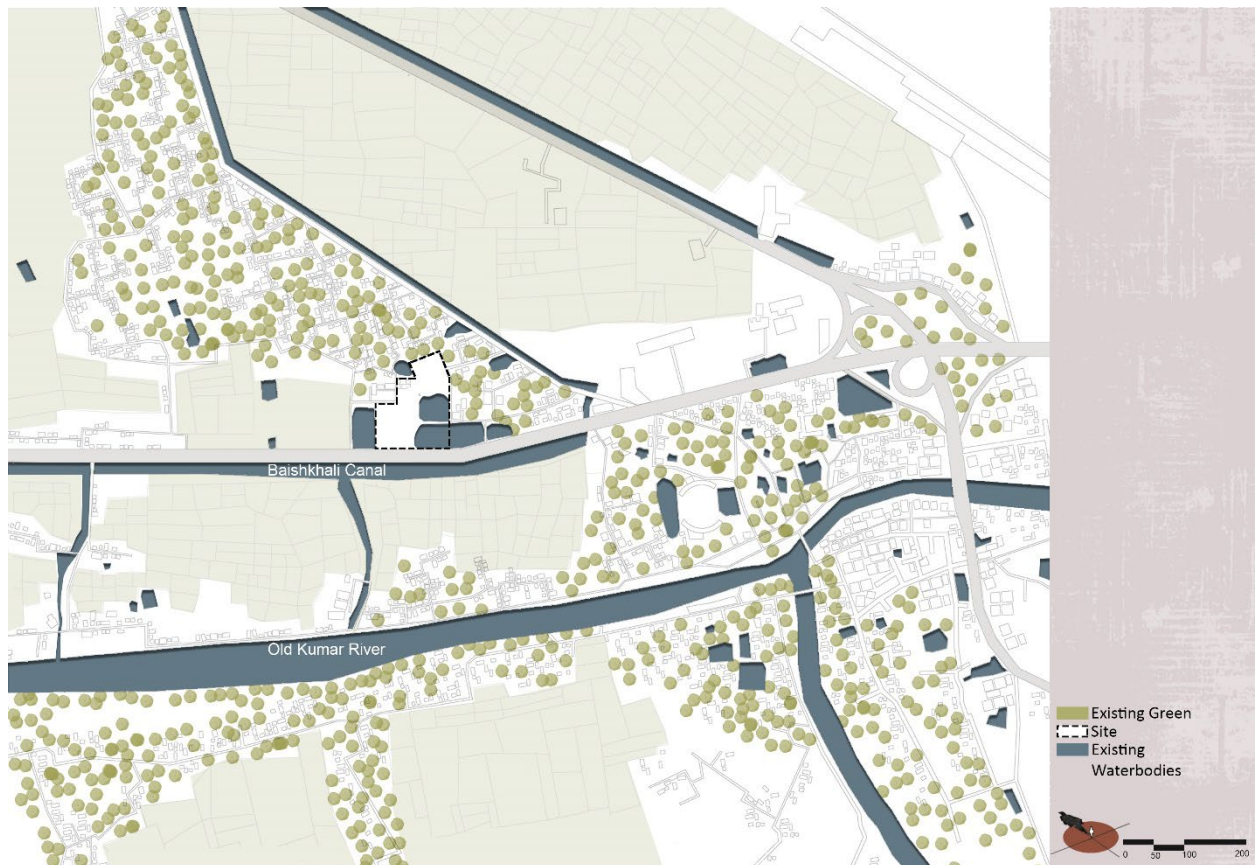 Baishkhali Canal
Old Kumar River
Existing Green
Site
Existing
Waterbodies
0 50 100 200